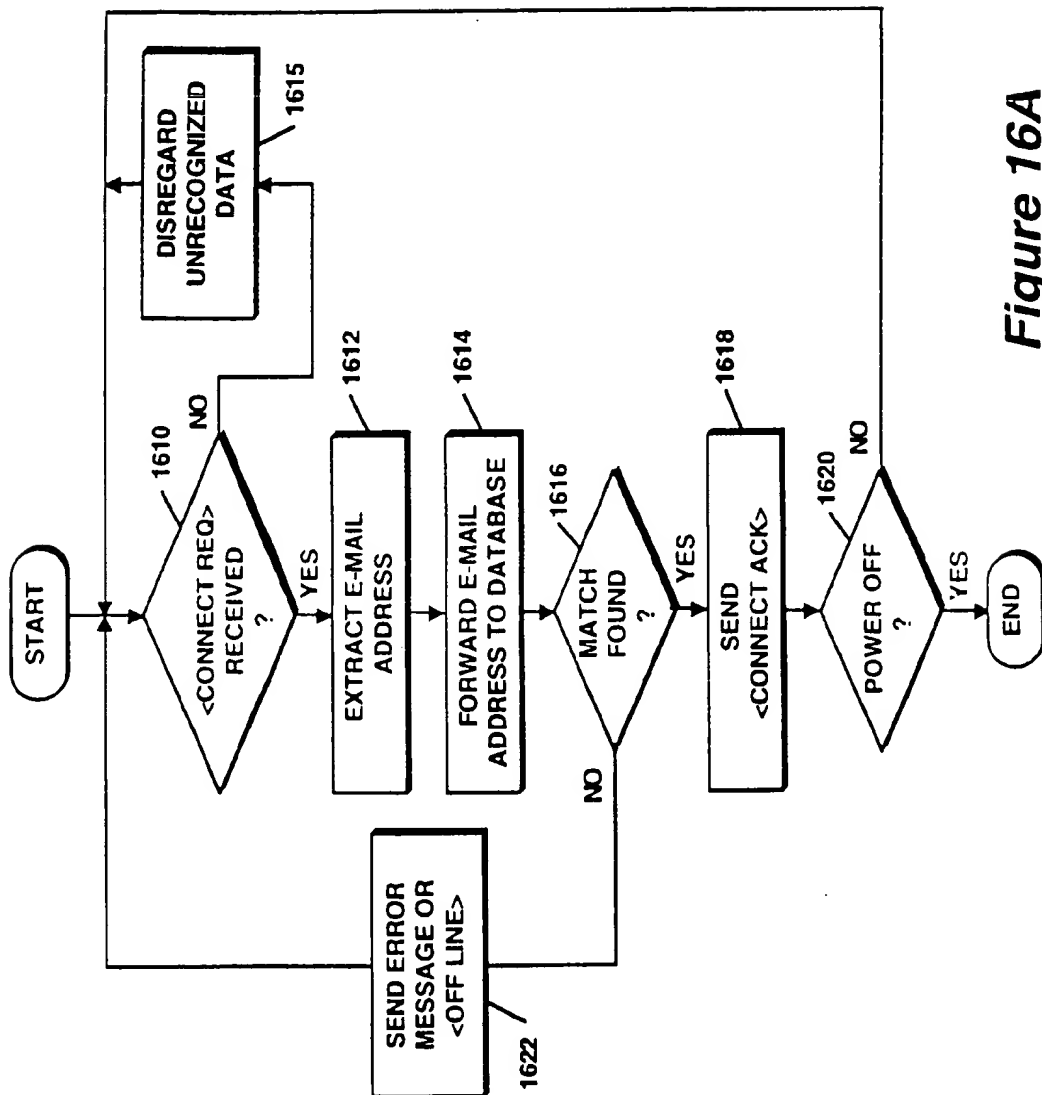 START
1610
<CONNECT REQ>
RECEIVED
?
NO
YES
DISREGARD
UNRECOGNIZED
DATA
1615
1612
EXTRACT E-MAIL
ADDRESS
1614
FORWARD E-MAIL
ADDRESS TO DATABASE
1616
MATCH
FOUND
?
NO
YES
SEND ERROR
MESSAGE OR
<OFF LINE>
1622
1618
SEND
<CONNECT ACK>
1620
POWER OFF
?
NO
YES
END
Figure 16A